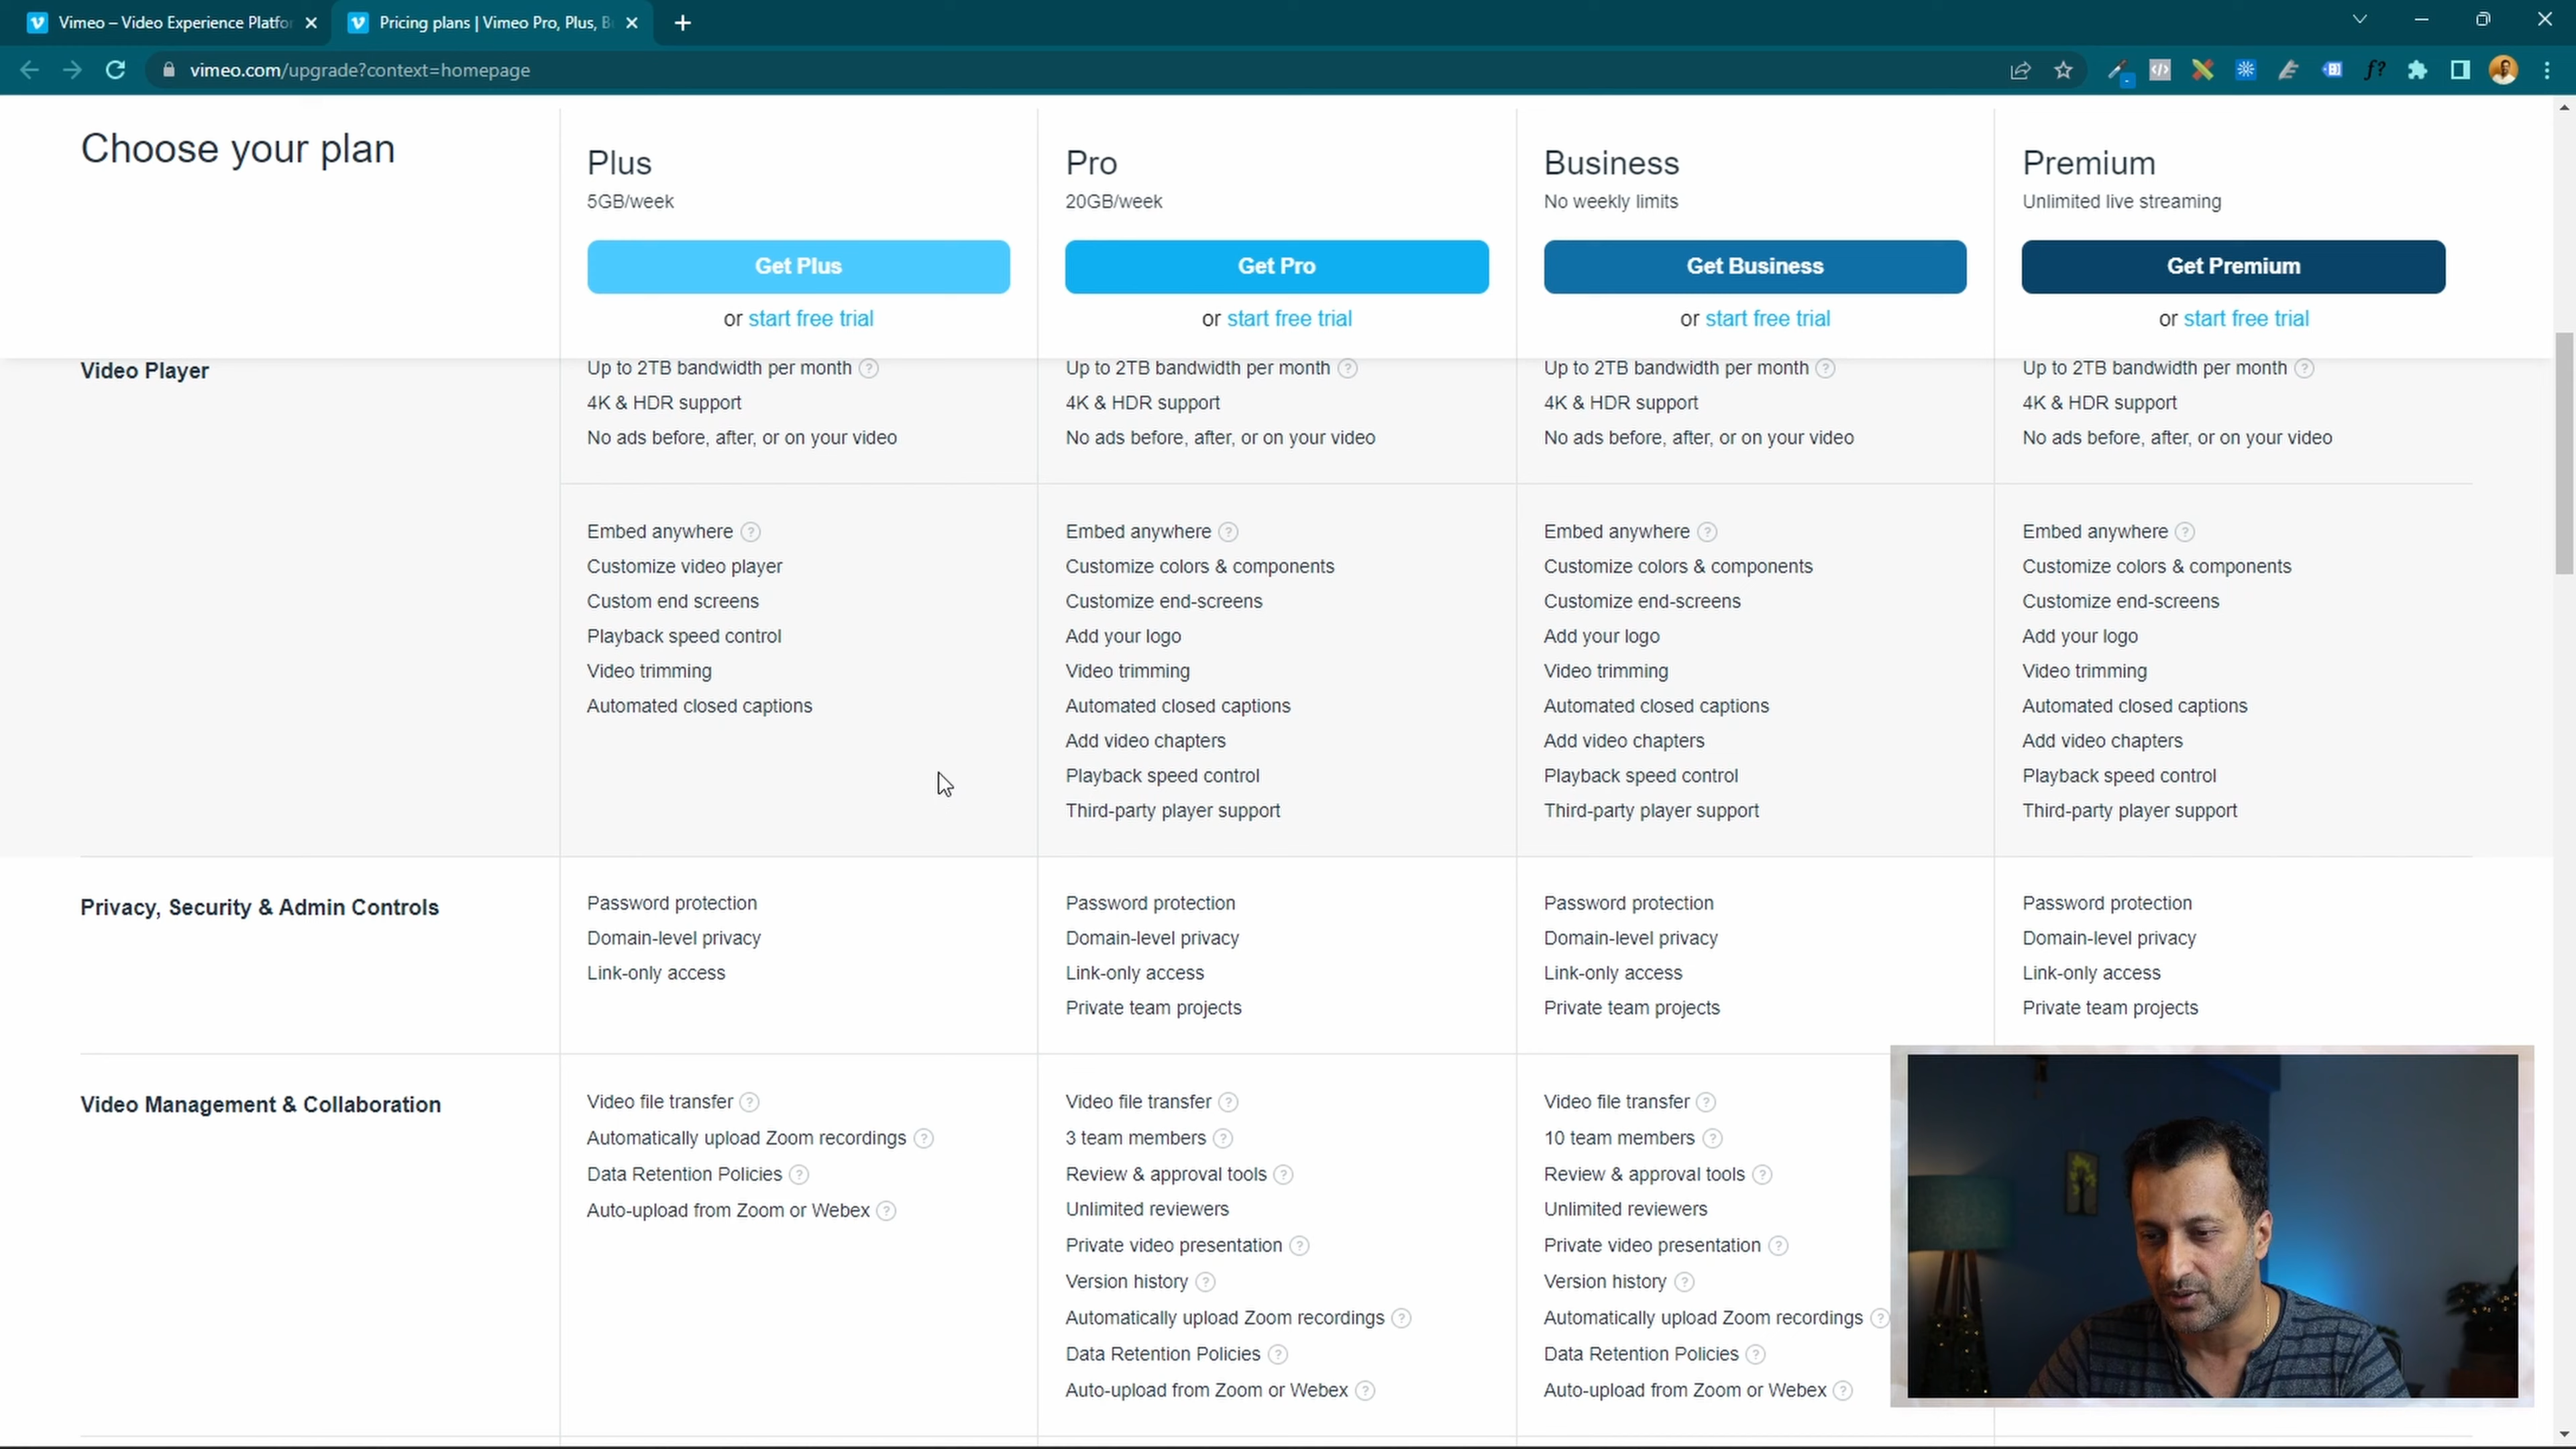 Vimeo – Video Experience Platfo
Pricing plans | Vimeo Pro, Plus, B
vimeo.com/upgrade?context=homepage
Choose your plan
Plus
5GB/week
Get Plus
or start free trial
Pro
20GB/week
Get Pro
or start free trial
Business
No weekly limits
Get Business
or start free trial
Premium
Unlimited live streaming
Get Premium
or start free trial
Video Player
Up to 2TB bandwidth per month ?
4K & HDR support
No ads before, after, or on your video
Up to 2TB bandwidth per month ?
4K & HDR support
No ads before, after, or on your video
Up to 2TB bandwidth per month ?
4K & HDR support
No ads before, after, or on your video
Up to 2TB bandwidth per month ?
4K & HDR support
No ads before, after, or on your video
Embed anywhere ?
Customize video player
Custom end screens
Playback speed control
Video trimming
Automated closed captions
Embed anywhere ?
Customize colors & components
Customize end-screens
Add your logo
Video trimming
Automated closed captions
Add video chapters
Playback speed control
Third-party player support
Embed anywhere ?
Customize colors & components
Customize end-screens
Add your logo
Video trimming
Automated closed captions
Add video chapters
Playback speed control
Third-party player support
Embed anywhere ?
Customize colors & components
Customize end-screens
Add your logo
Video trimming
Automated closed captions
Add video chapters
Playback speed control
Third-party player support
Privacy, Security & Admin Controls
Password protection
Domain-level privacy
Link-only access
Password protection
Domain-level privacy
Link-only access
Private team projects
Password protection
Domain-level privacy
Link-only access
Private team projects
Password protection
Domain-level privacy
Link-only access
Private team projects
Video Management & Collaboration
Video file transfer ?
Automatically upload Zoom recordings ?
Data Retention Policies ?
Auto-upload from Zoom or Webex ?
Video file transfer ?
3 team members ?
Review & approval tools ?
Unlimited reviewers
Private video presentation ?
Version history ?
Automatically upload Zoom recordings ?
Data Retention Policies ?
Auto-upload from Zoom or Webex ?
Video file transfer ?
10 team members ?
Review & approval tools ?
Unlimited reviewers
Private video presentation ?
Version history ?
Automatically upload Zoom recordings ?
Data Retention Policies ?
Auto-upload from Zoom or Webex ?